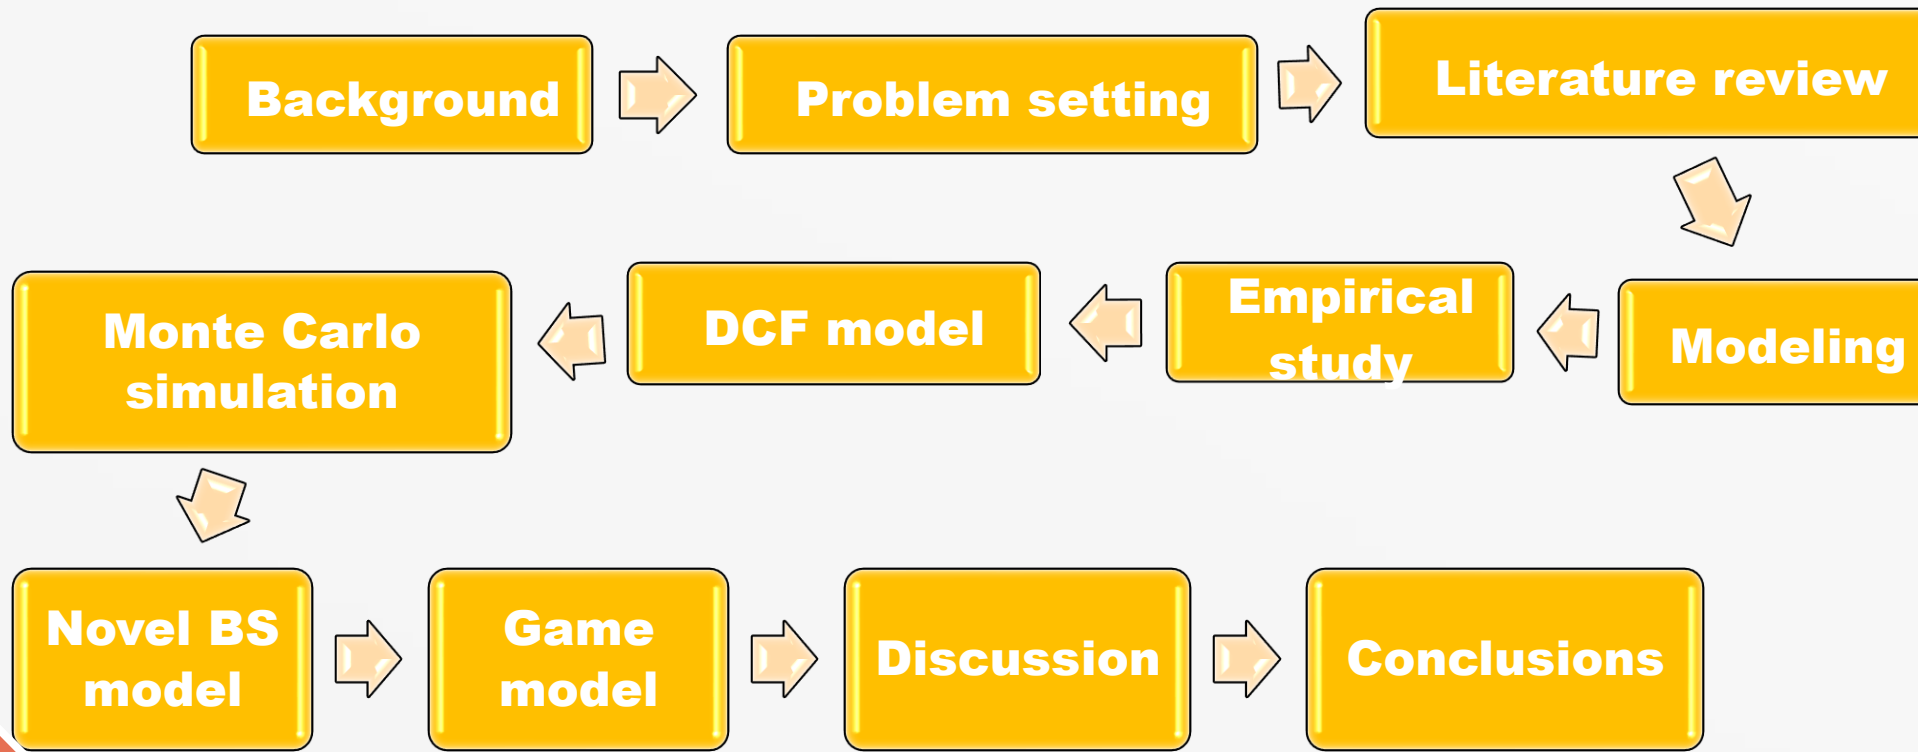 Background
Problem setting
Literature review
Modeling
Empirical
study
DCF model
Monte Carlo
simulation
Novel BS
model
Game
model
Discussion
Conclusions